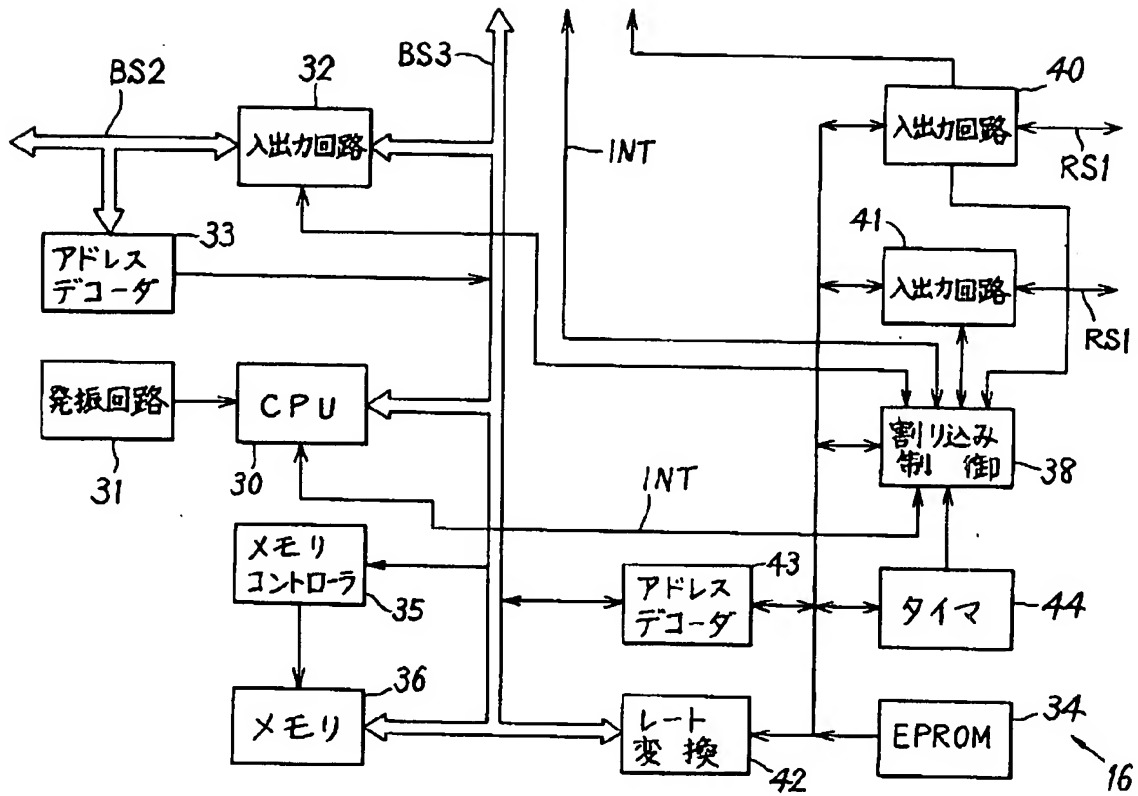 BS2
32
入出力回路
BS3
INT
40
入出力回路
RS1
33
アドレス
デコーダ
41
入出力回路
RS1
発振回路
31
CPU
30
割り込み
制 御
38
INT
メモリ
コントローラ
35
43
アドレス
デコーダ
タイマ
44
36
メモリ
レート
変 換
42
EPROM
34
16